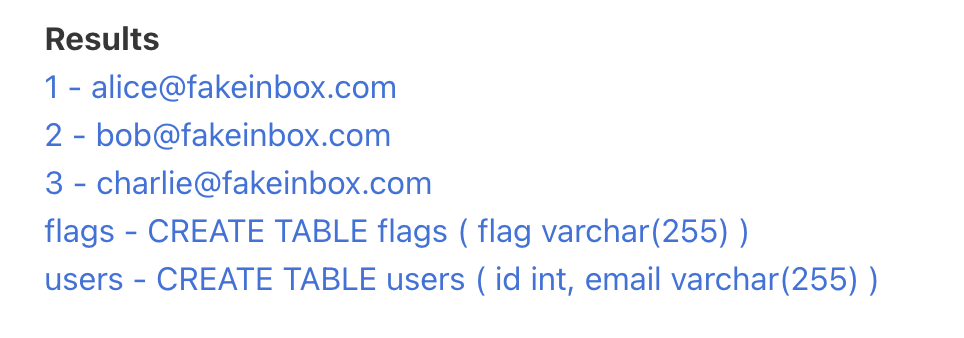 Results
1 - alice@fakeinbox.com
2 - bob@fakeinbox.com
3 - charlie@fakeinbox.com
flags - CREATE TABLE flags ( flag varchar(255) )
users - CREATE TABLE users ( id int, email varchar(255) )